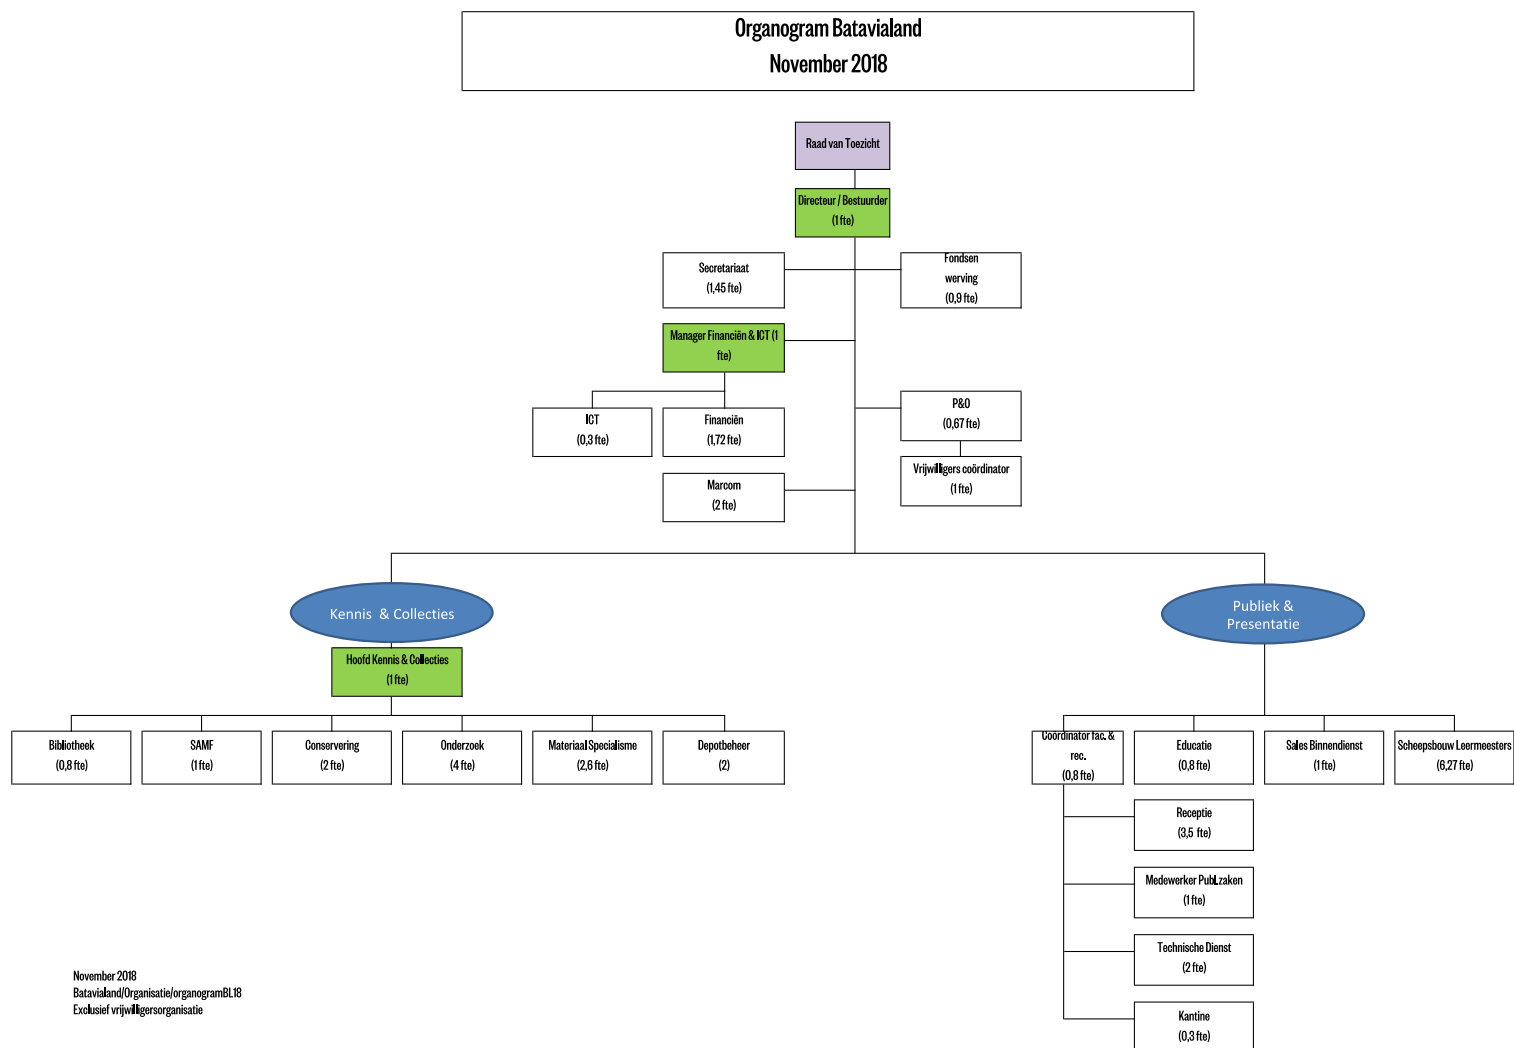 Organogram Batavialand
November 2018
Raad van Toezicht
Directeur / Bestuurder
(1 fte)
Secretariaat
(1,45 fte)
Fondsen
werving
(0,9 fte)
Manager Financiën & ICT (1
fte)
ICT
(0,3 fte)
Financiën
(1,72 fte)
P&O
(0,67 fte)
Vrijwilligers coördinator
(1 fte)
Marcom
(2 fte)
Kennis & Collecties
Publiek &
Presentatie
Hoofd Kennis & Collecties
(1 fte)
Bibliotheek
(0,8 fte)
SAMF
(1 fte)
Conservering
(2 fte)
Onderzoek
(4 fte)
Materiaal Specialisme
(2,6 fte)
Depotbeheer
(2)
Coördinator fac. &
rec.
(0,8 fte)
Educatie
(0,8 fte)
Sales Binnendienst
(1 fte)
Scheepsbouw Leermeesters
(6,27 fte)
Receptie
(3,5 fte)
Medewerker Publ.zaken
(1 fte)
Technische Dienst
(2 fte)
Kantine
(0,3 fte)
November 2018
Batavialand/Organisatie/organogramBL18
Exclusief vrijwilligersorganisatie